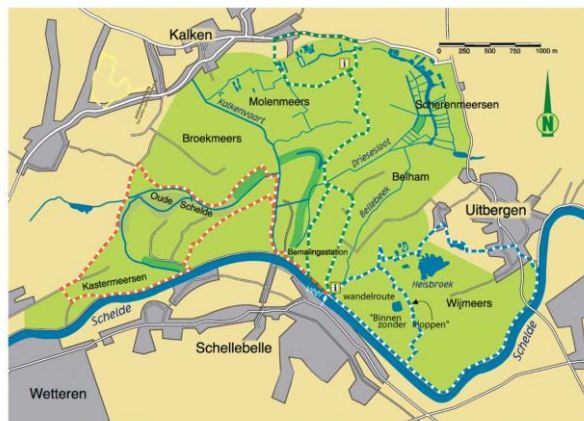 Kalken
0 250 500 750 1000 m
i
Molenmeers
Scherenmeersen
Kalkenvaart
N
Broekmeers
Driesesloot
Belham
Bellebeek
Oude Schelde
Uitbergen
Bemalingsstation
Kastermeersen
i
Heisbroek
veer
wandelroute
Wijmeers
"Binnen
zonder kloppen"
Schelde
Schelde
Schellebelle
Wetteren